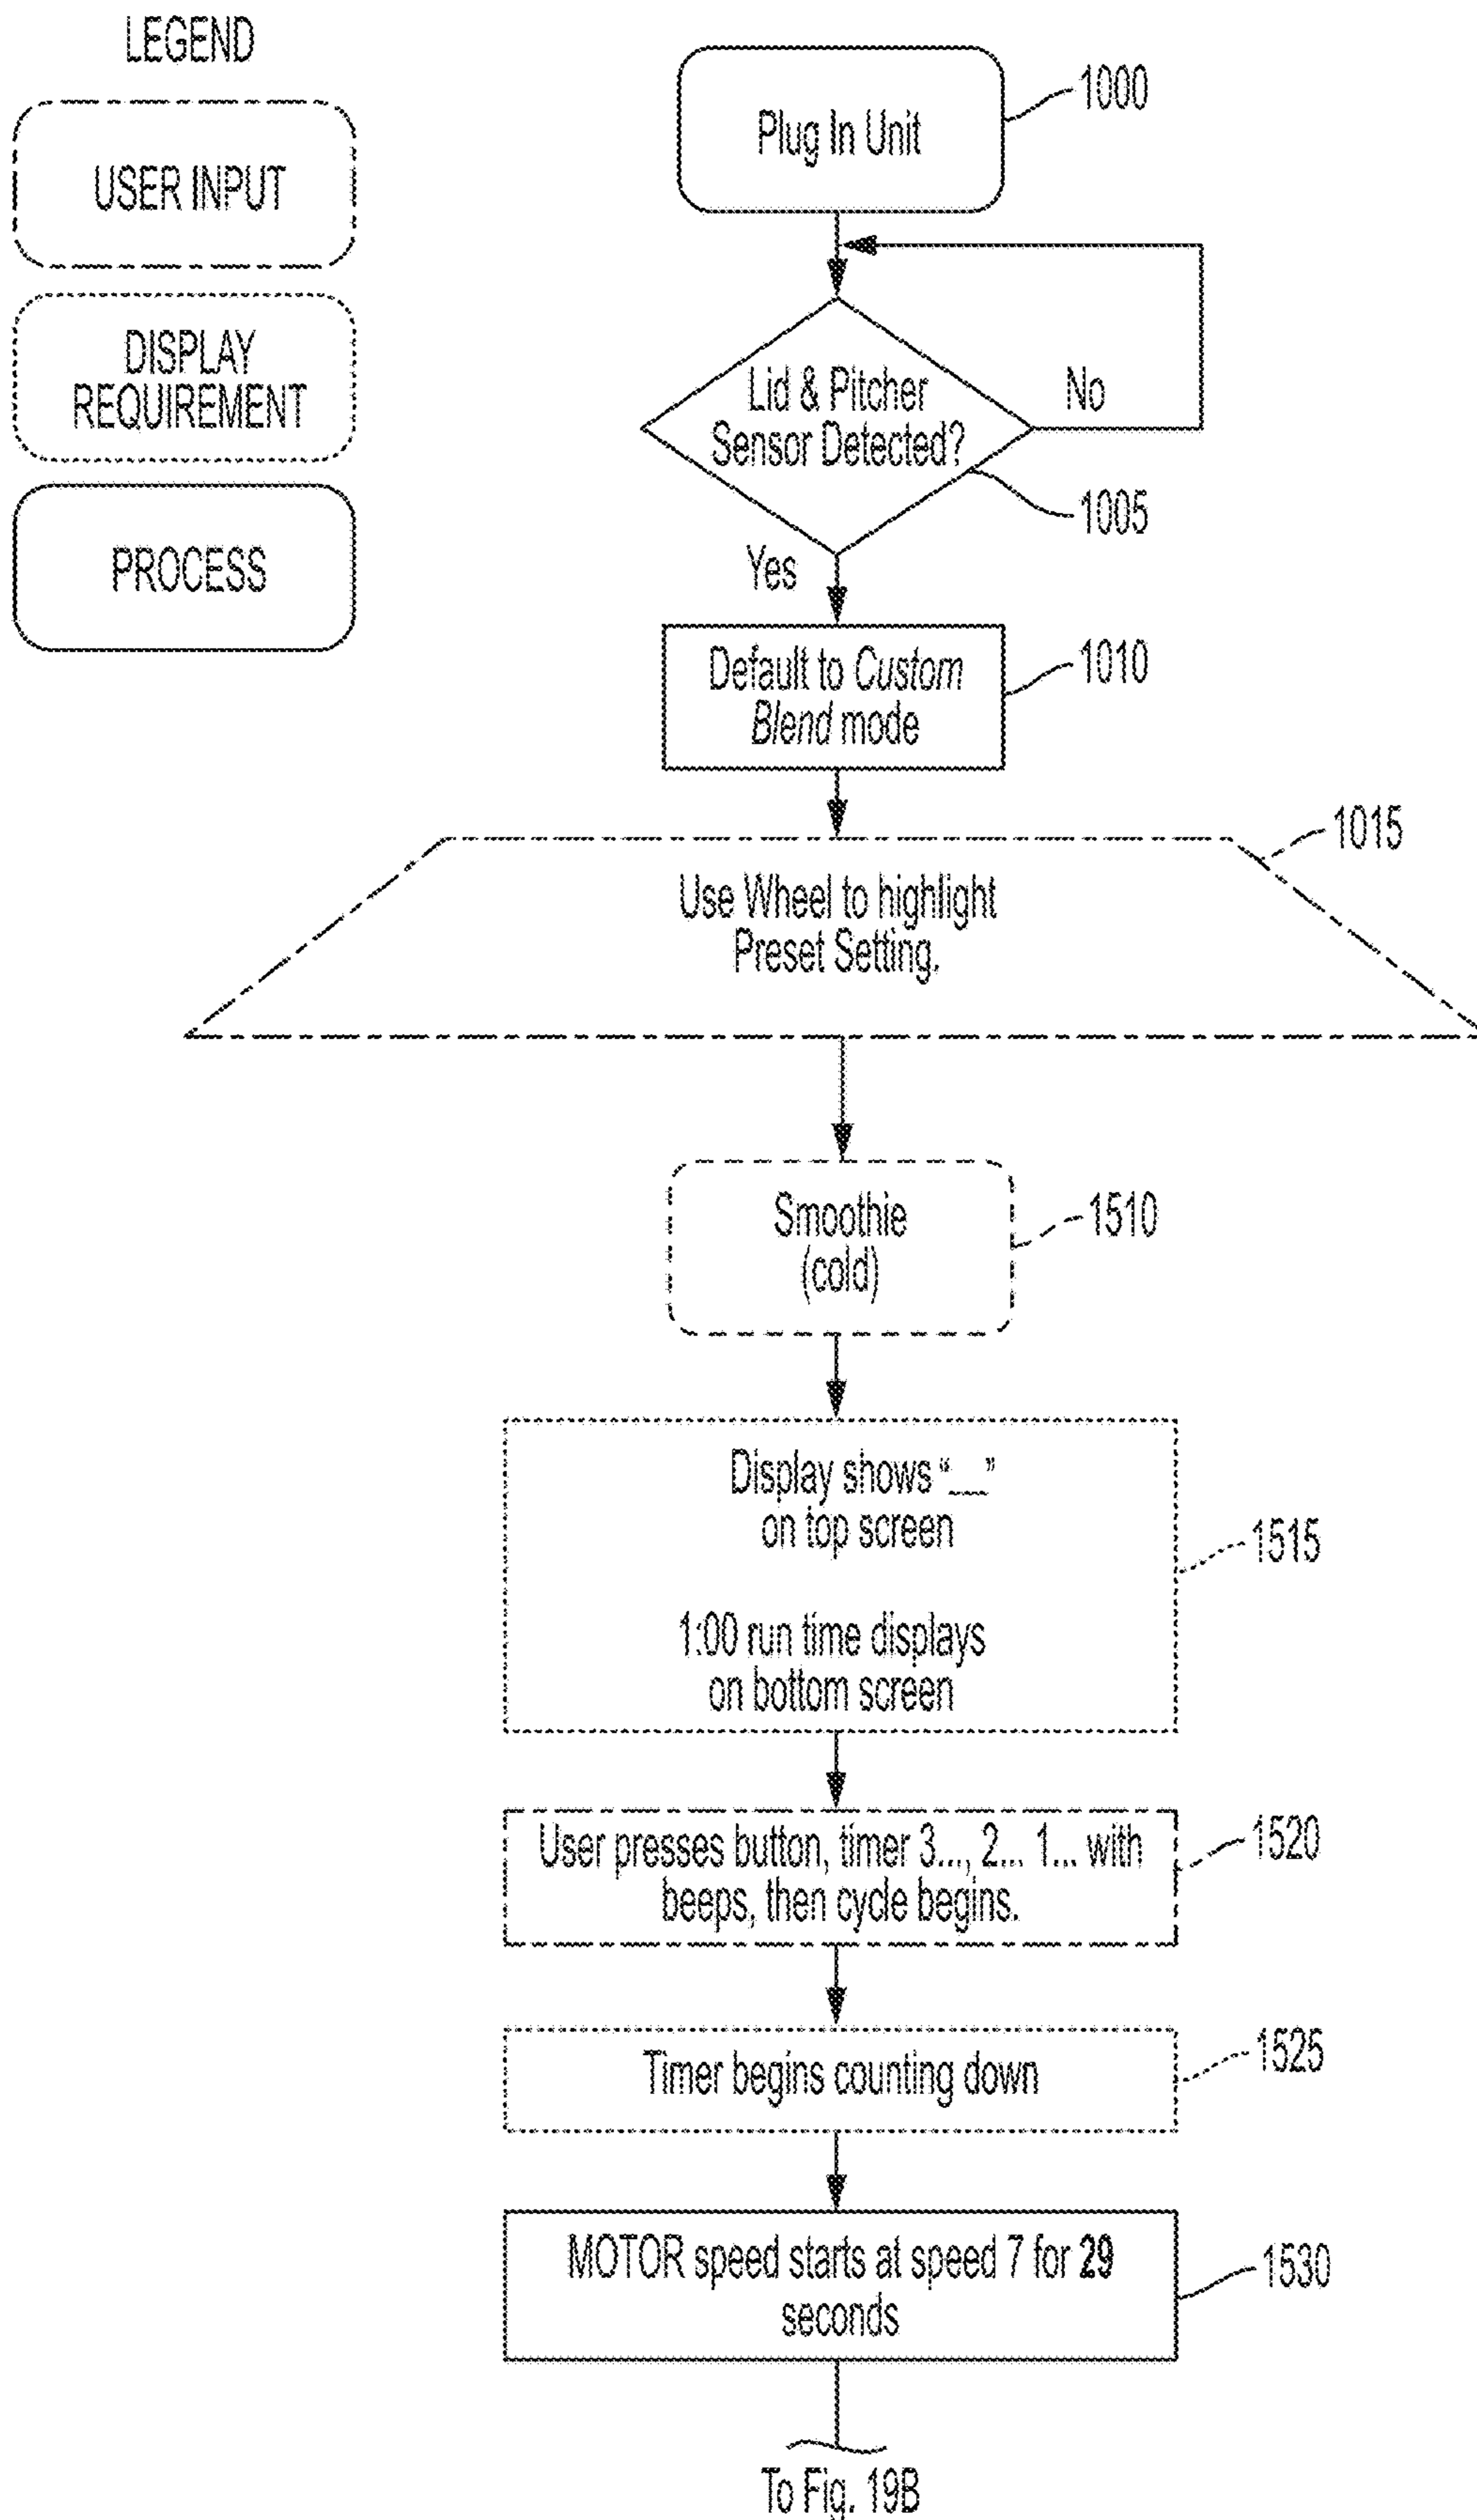 LEGEND
USER INPUT
DISPLAY
REQUIREMENT
PROCESS
Plug In Unit
1000
Lid & Pitcher
Sensor Detected?
No
1005
Yes
Default to Custom
Blend mode
1010
1015
Use Wheel to highlight
Preset Setting.
Smoothie
(cold)
1510
Display shows "__"
on top screen
1:00 run time displays
on bottom screen
1515
User presses button, timer 3..., 2... 1... with
beeps, then cycle begins.
1520
Timer begins counting down
1525
MOTOR speed starts at speed 7 for 29
seconds
1530
To Fig. 19B